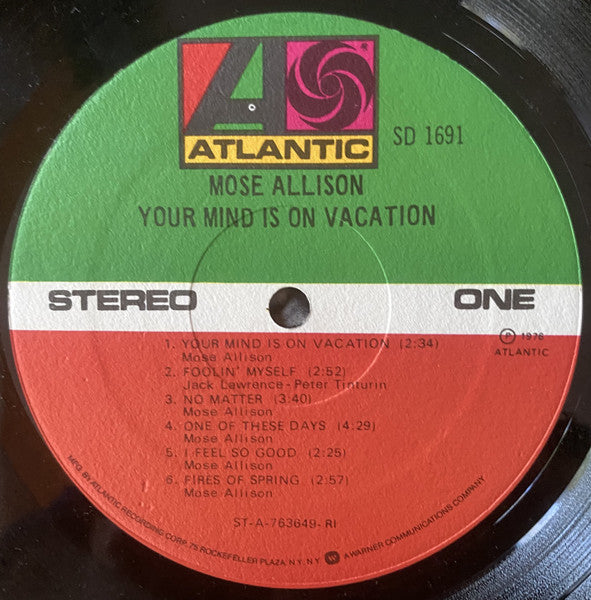 ATLANTIC
SD 1691
MOSE ALLISON
YOUR MIND IS ON VACATION
STEREO
ONE
℗ 1976
ATLANTIC
1. YOUR MIND IS ON VACATION (2:34)
Mose Allison
2. FOOLIN' MYSELF (2:52)
Jack Lawrence - Peter Tinturin
3. NO MATTER (3:40)
Mose Allison
4. ONE OF THESE DAYS (4:29)
Mose Allison
5. I FEEL SO GOOD (2:25)
Mose Allison
6. FIRES OF SPRING (2:57)
Mose Allison
ST-A-763649-RI
MFG. BY ATLANTIC RECORDING CORP. 75 ROCKEFELLER PLAZA, N.Y. N.Y. A WARNER COMMUNICATIONS COMPANY